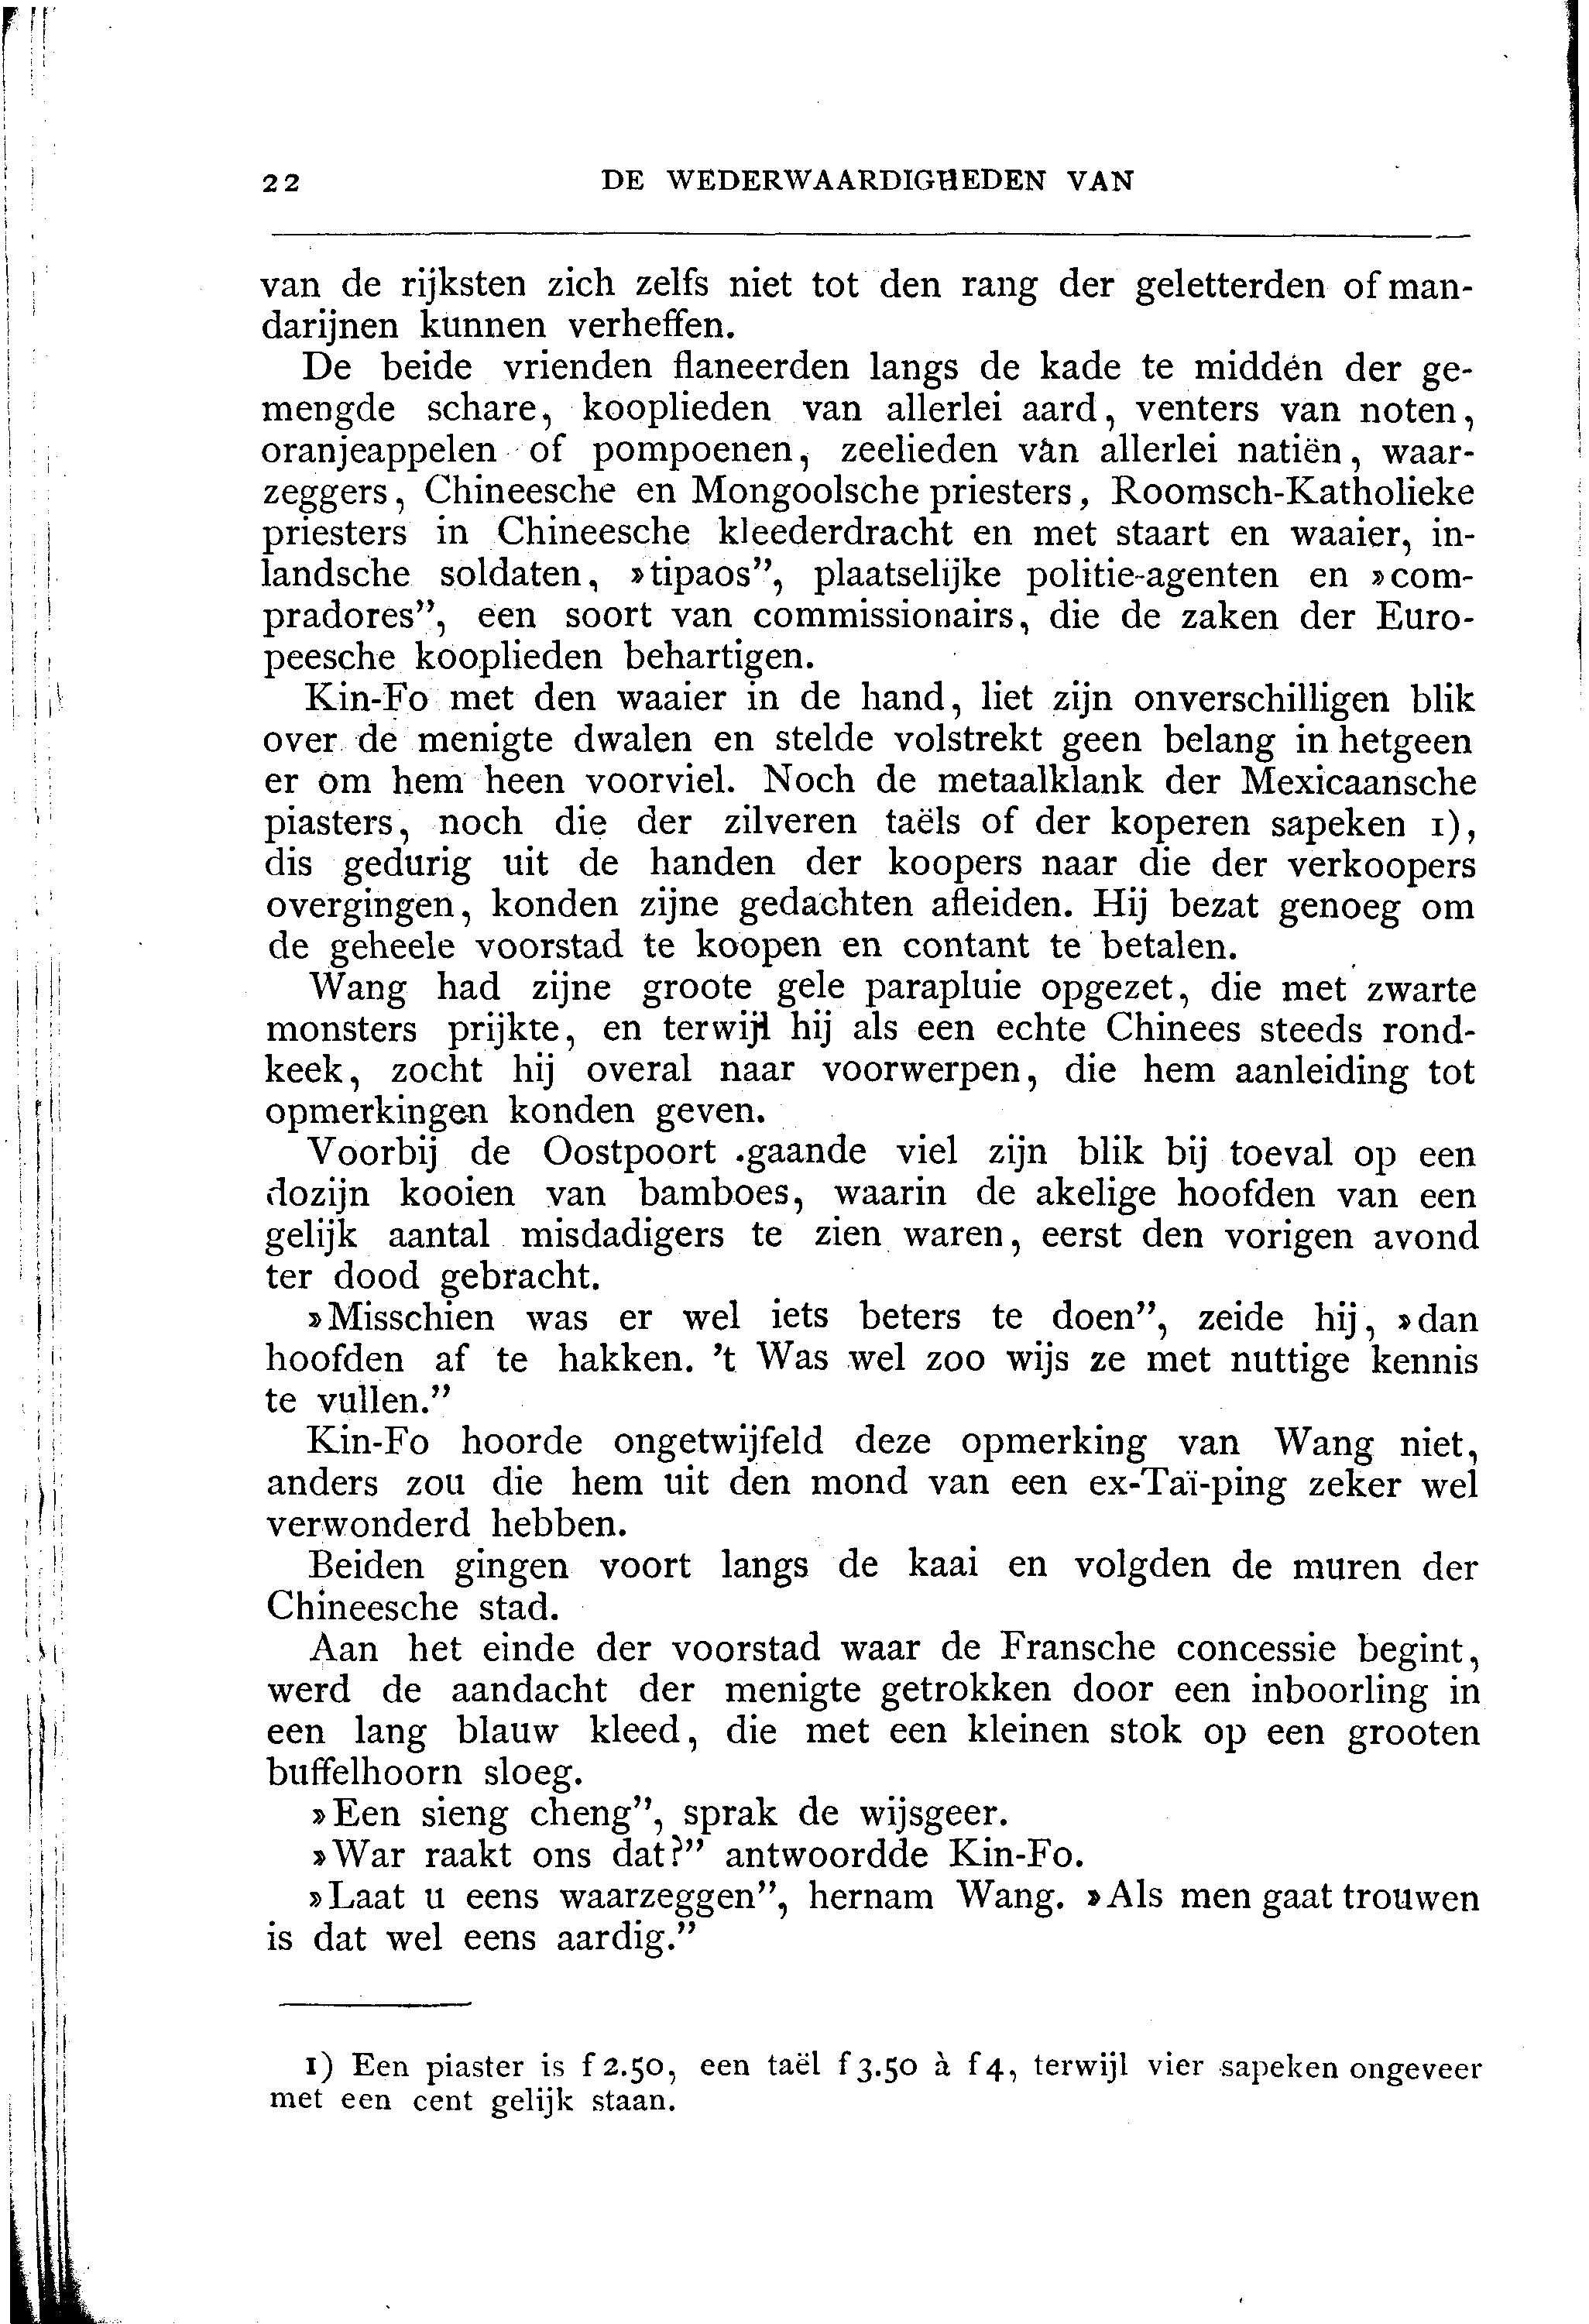 22 DE WEDERWAARDIGHEDEN VAN
van de rijksten zich zelfs niet tot den rang der geletterden of man-
darijnen kunnen verheffen.
De beide vrienden flaneerden langs de kade te midden der ge-
mengde schare, kooplieden van allerlei aard, venters van noten,
oranjeappelen of pompoenen, zeelieden van allerlei natiën, waar-
zeggers, Chineesche en Mongoolsche priesters, Roomsch-Katholieke
priesters in Chineesche kleederdracht en met staart en waaier, in-
landsche soldaten, »tipaos”, plaatselijke politie-agenten en »com-
pradores”, een soort van commissionairs, die de zaken der Euro-
peesche kooplieden behartigen.
Kin-Fo met den waaier in de hand, liet zijn onverschilligen blik
over de menigte dwalen en stelde volstrekt geen belang in hetgeen
er om hem heen voorviel. Noch de metaalklank der Mexicaansche
piasters, noch die der zilveren taëls of der koperen sapeken 1),
dis gedurig uit de handen der koopers naar die der verkoopers
overgingen, konden zijne gedachten afleiden. Hij bezat genoeg om
de geheele voorstad te koopen en contant te betalen.
Wang had zijne groote gele parapluie opgezet, die met zwarte
monsters prijkte, en terwijl hij als een echte Chinees steeds rond-
keek, zocht hij overal naar voorwerpen, die hem aanleiding tot
opmerkingen konden geven.
Voorbij de Oostpoort gaande viel zijn blik bij toeval op een
dozijn kooien van bamboes, waarin de akelige hoofden van een
gelijk aantal misdadigers te zien waren, eerst den vorigen avond
ter dood gebracht.
»Misschien was er wel iets beters te doen”, zeide hij, »dan
hoofden af te hakken. ’t Was wel zoo wijs ze met nuttige kennis
te vullen.”
Kin-Fo hoorde ongetwijfeld deze opmerking van Wang niet,
anders zou die hem uit den mond van een ex-Taï-ping zeker wel
verwonderd hebben.
Beiden gingen voort langs de kaai en volgden de muren der
Chineesche stad.
Aan het einde der voorstad waar de Fransche concessie begint,
werd de aandacht der menigte getrokken door een inboorling in
een lang blauw kleed, die met een kleinen stok op een grooten
buffelhoorn sloeg.
»Een sieng cheng”, sprak de wijsgeer.
»War raakt ons dat?” antwoordde Kin-Fo.
»Laat u eens waarzeggen”, hernam Wang. »Als men gaat trouwen
is dat wel eens aardig.”
1) Een piaster is f 2.50, een taël f 3.50 à f 4, terwijl vier sapeken ongeveer
met een cent gelijk staan.